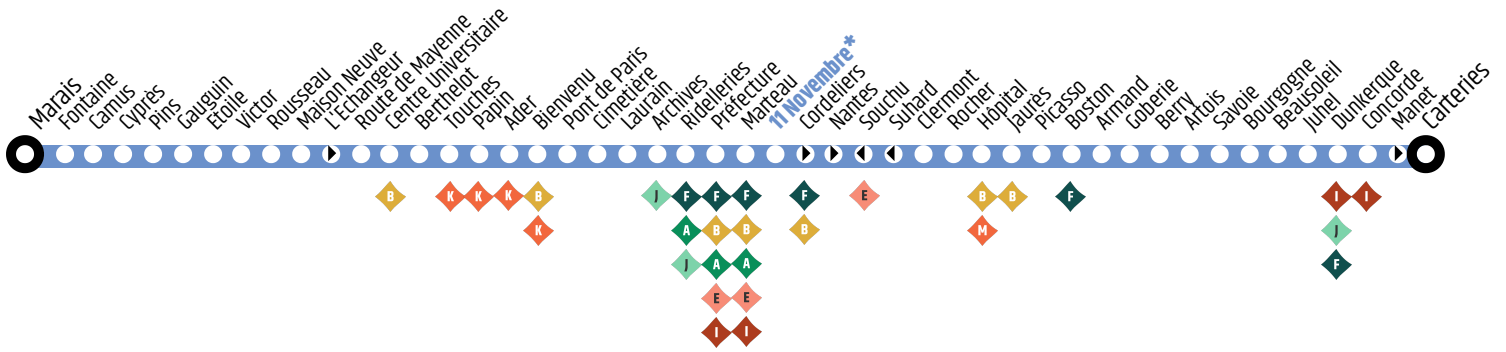 Marais
Fontaine
Camus
Cyprès
Pins
Gauguin
Etoile
Victor
Rousseau
Maison Neuve
L'Echangeur
Route de Mayenne
Centre Universitaire
Berthelot
Touches
Papin
Ader
Bienvenu
Pont de Paris
Cimetière
Laurain
Archives
Ridelleries
Préfecture
Matteau
11 Novembre*
Cordeliers
Nantes
Souchu
Suhard
Clermont
Rocher
Hôpital
Jaurès
Picasso
Boston
Armand
Goberie
Berry
Artois
Savoie
Bourgogne
Beausoleil
Juhel
Dunkerque
Concorde
Manet
Carteries
B K K K B J F F F F E B B F I I
K A B B B M J
J A A F
E E
I I